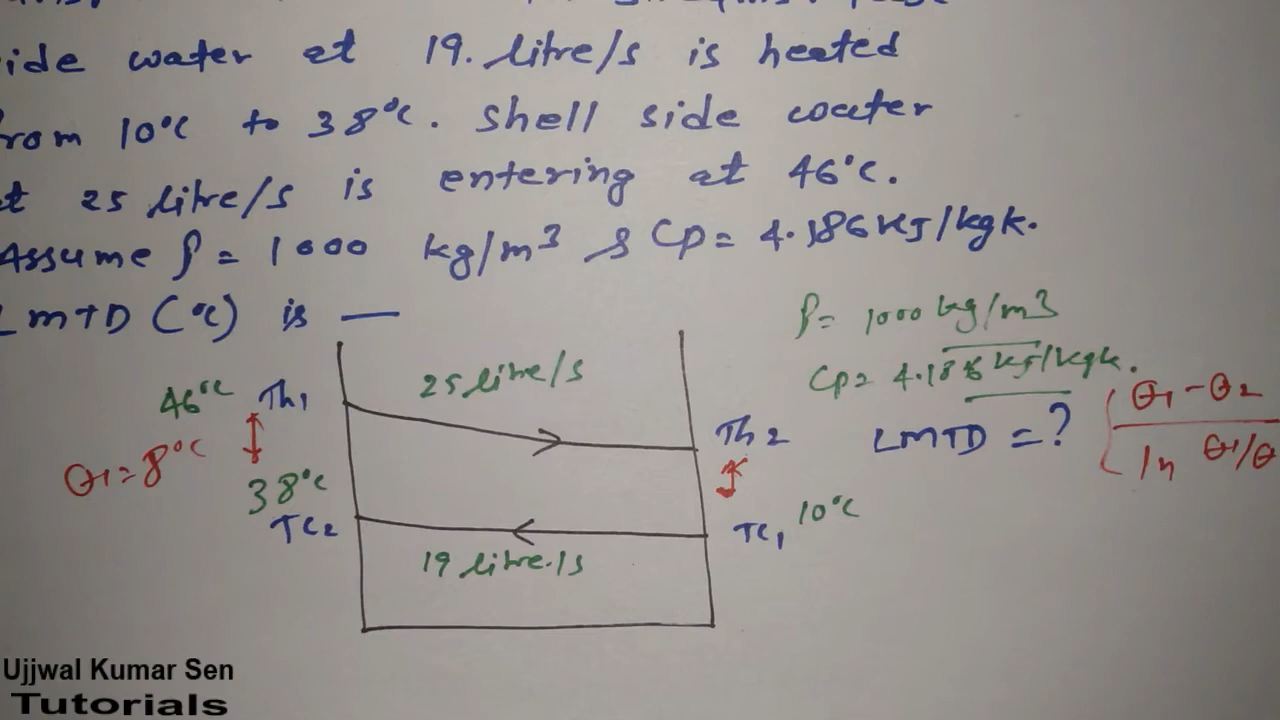 ide water at 19. litre/s is heated
rom 10°C to 38°C. Shell side water
t 25 litre/s is entering at 46°C.
Assume ρ = 1000 kg/m3 & Cp = 4.186 KJ/kgK.
LMTD (°C) is —
ρ = 1000 kg/m3
Cp = 4.186 KJ/kgK.
LMTD = ?
θ1 - θ2
ln θ1/θ
46°C Th1
25 litre/s
Th2
θ1 = 8°C
38°C
TC2
TC1 10°C
19 litre/s
Ujjwal Kumar Sen
Tutorials